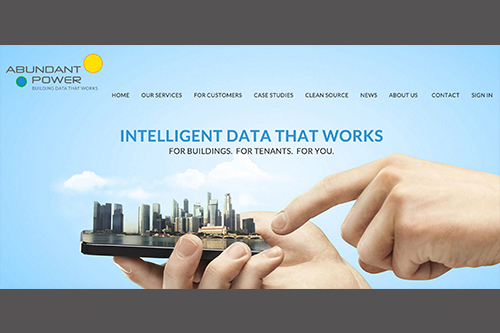 ABUNDANT
POWER
BUILDING DATA THAT WORKS
HOME OUR SERVICES FOR CUSTOMERS CASE STUDIES CLEAN SOURCE NEWS ABOUT US CONTACT SIGN IN
INTELLIGENT DATA THAT WORKS
FOR BUILDINGS. FOR TENANTS. FOR YOU.